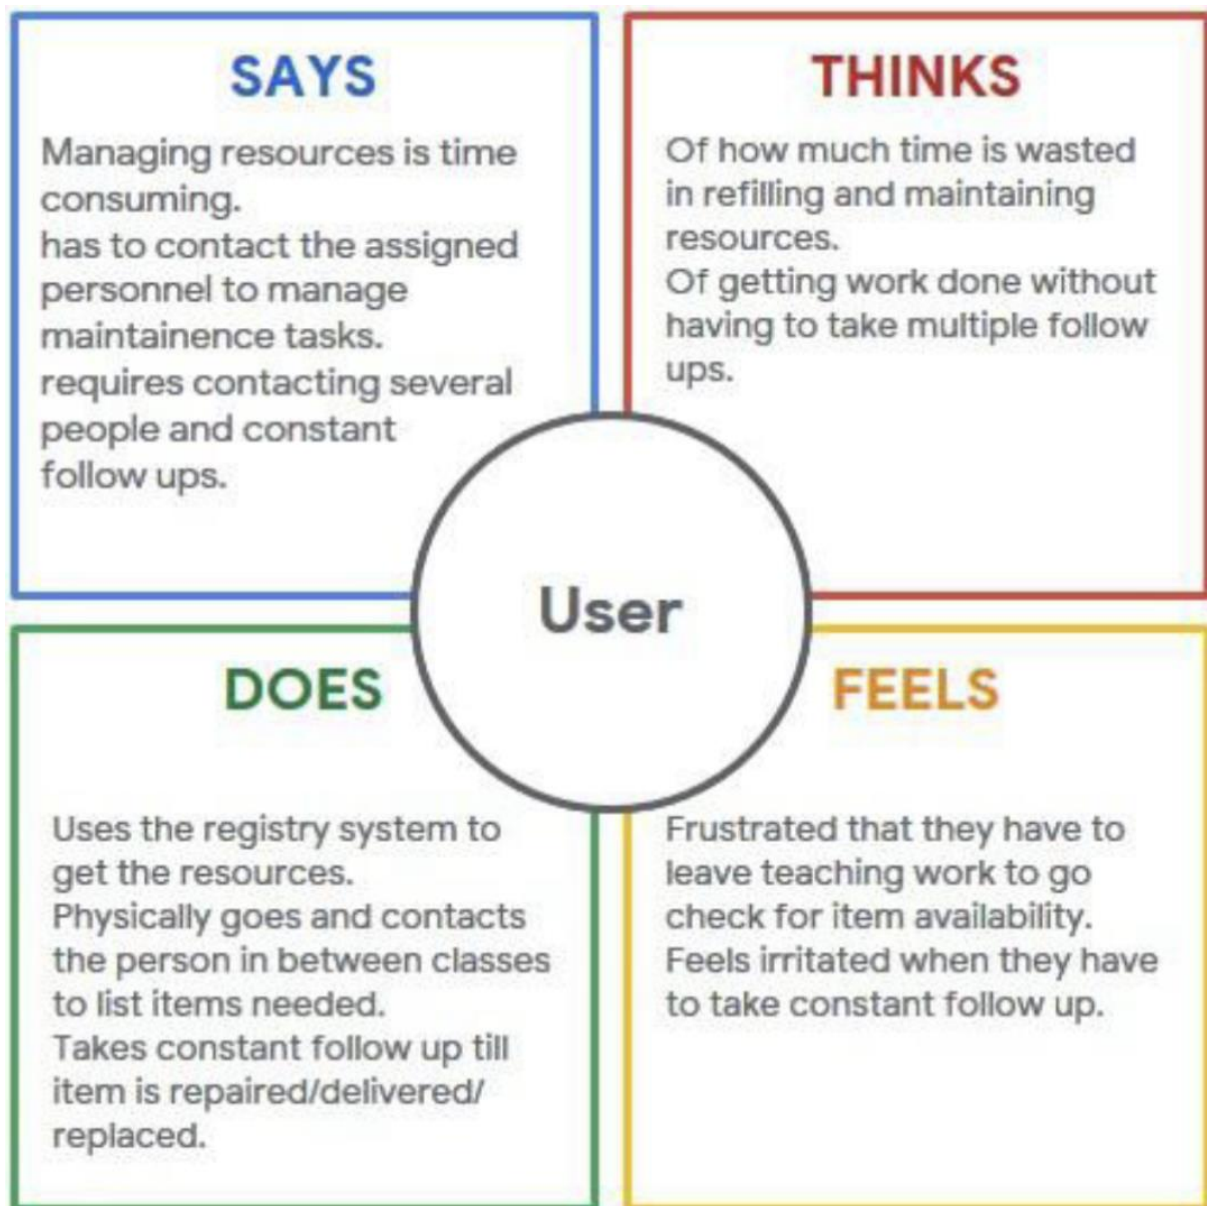 SAYS
Managing resources is time
consuming.
has to contact the assigned
personnel to manage
maintainence tasks.
requires contacting several
people and constant
follow ups.
THINKS
Of how much time is wasted
in refilling and maintaining
resources.
Of getting work done without
having to take multiple follow
ups.
User
DOES
Uses the registry system to
get the resources.
Physically goes and contacts
the person in between classes
to list items needed.
Takes constant follow up till
item is repaired/delivered/
replaced.
FEELS
Frustrated that they have to
leave teaching work to go
check for item availability.
Feels irritated when they have
to take constant follow up.